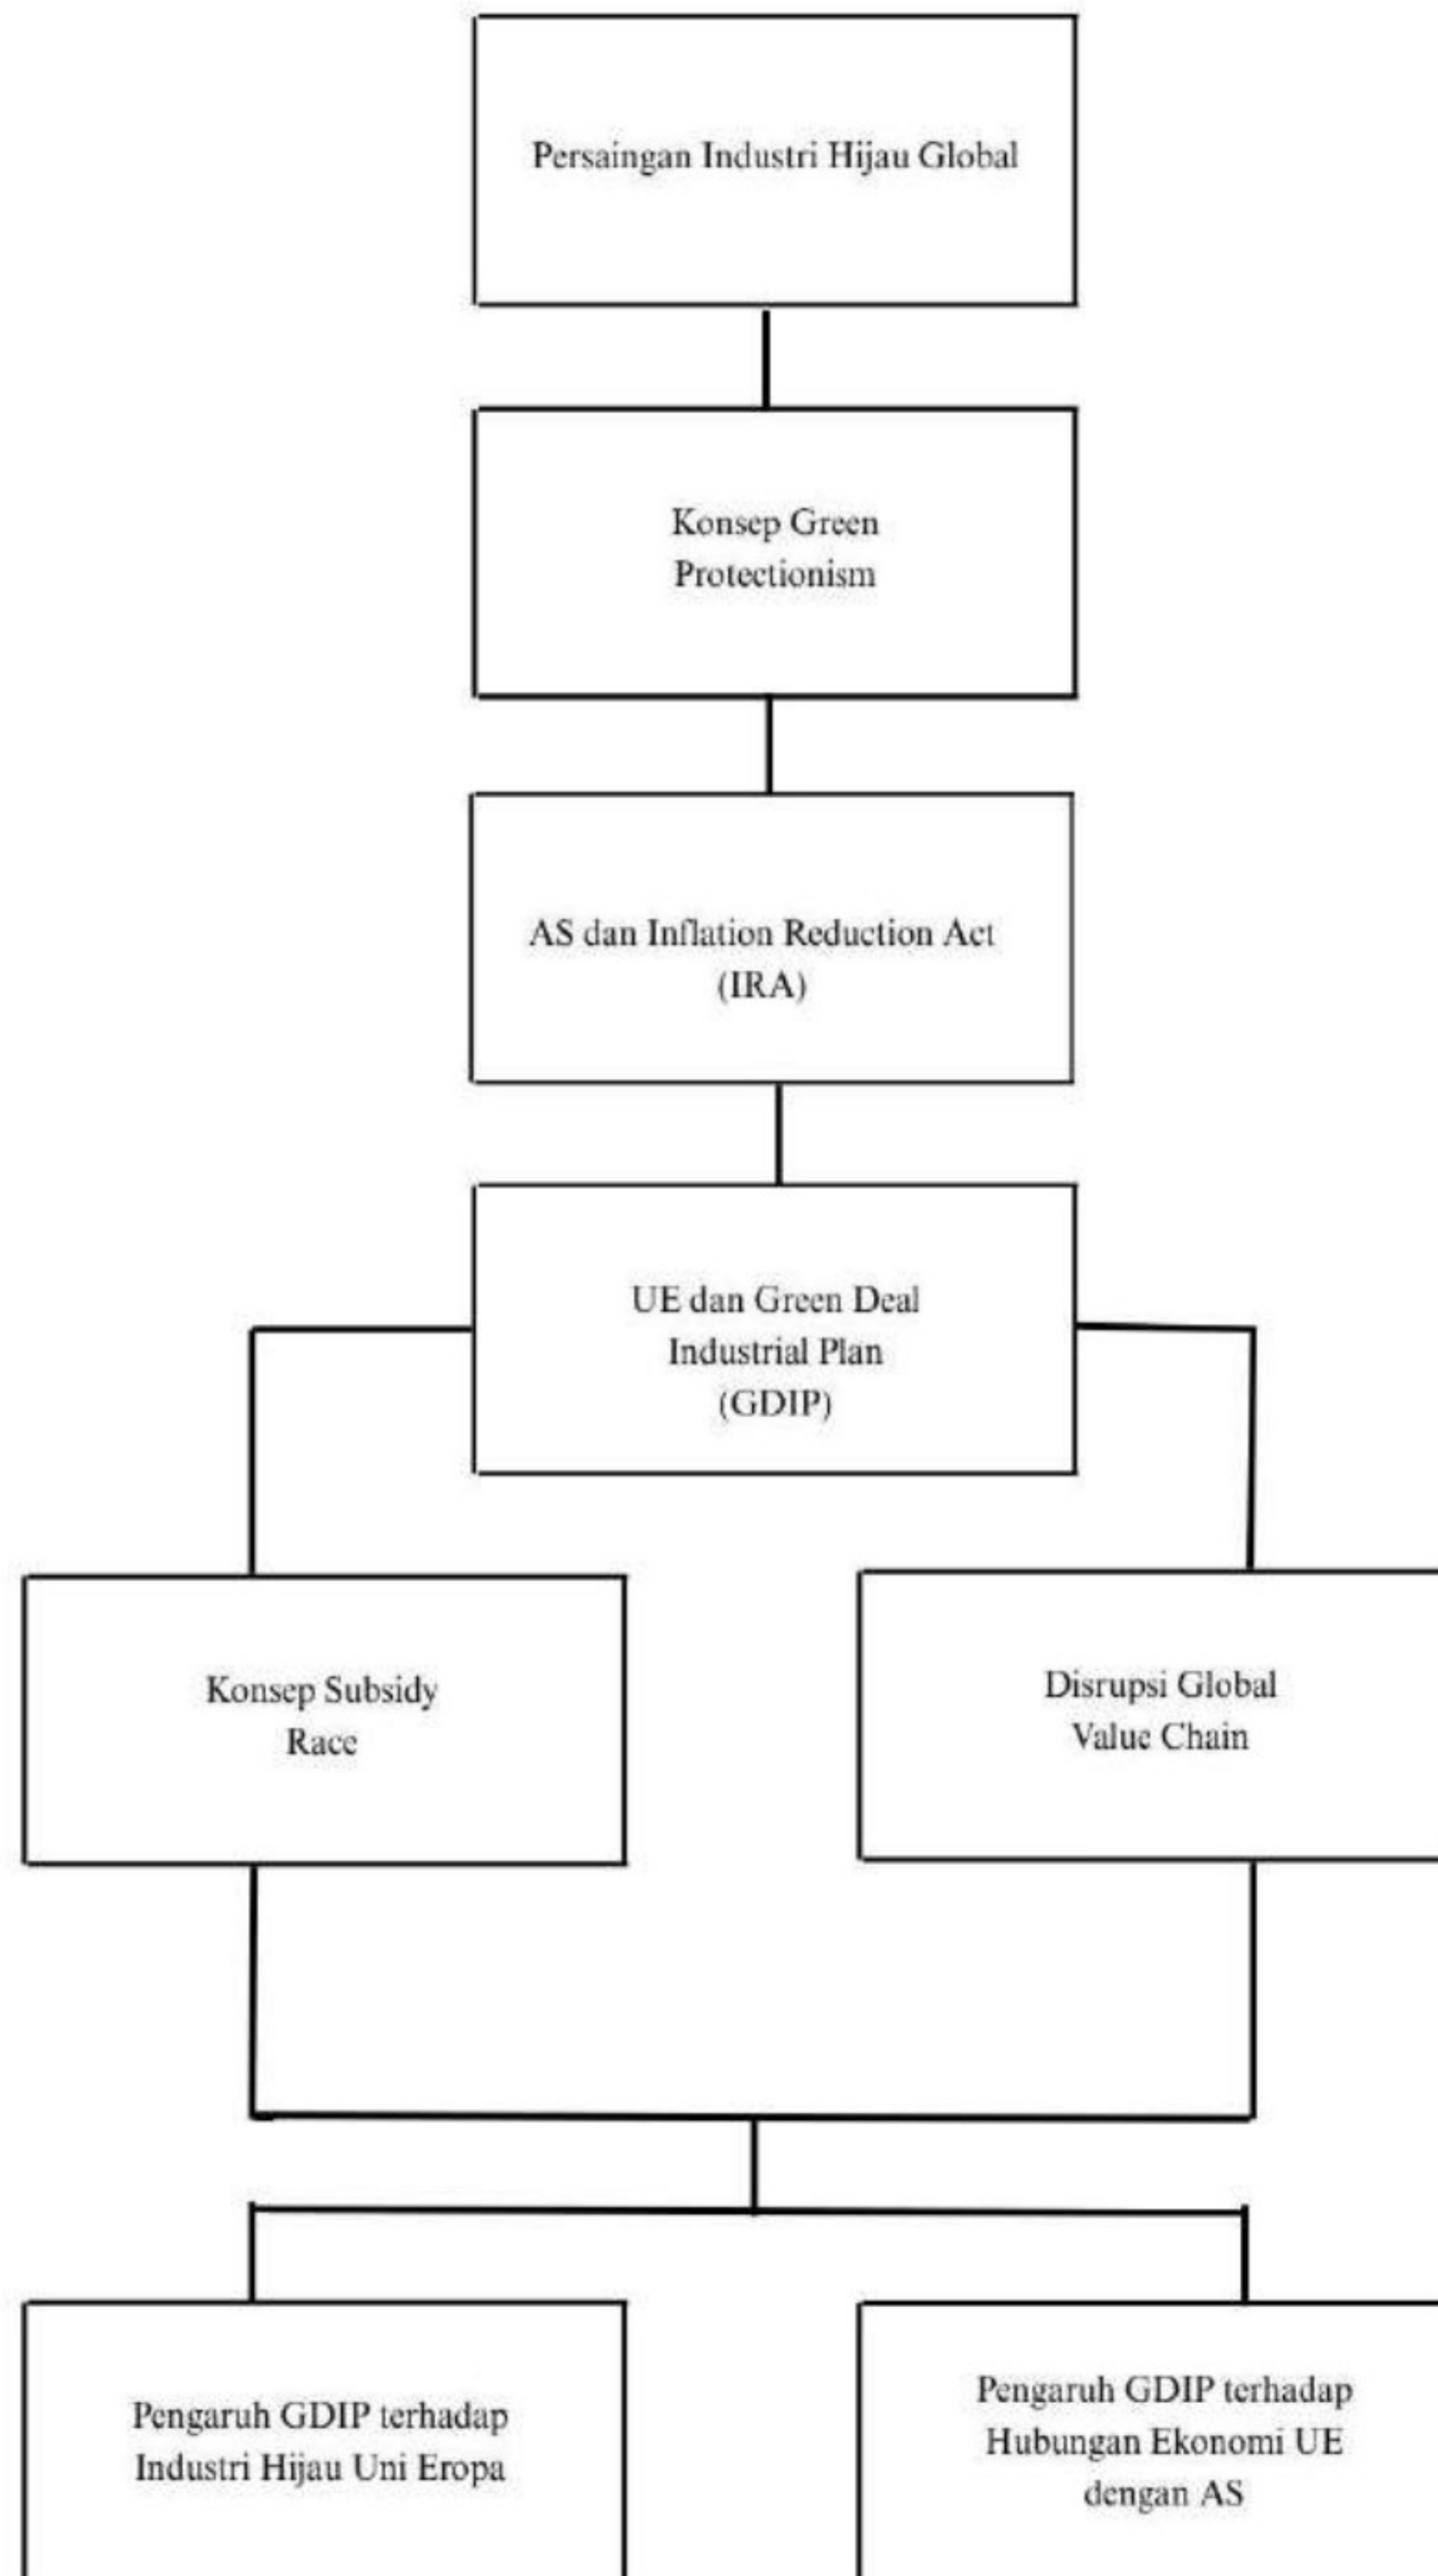 Persaingan Industri Hijau Global
Konsep Green
Protectionism
AS dan Inflation Reduction Act
(IRA)
UE dan Green Deal
Industrial Plan
(GDIP)
Konsep Subsidy
Race
Disrupsi Global
Value Chain
Pengaruh GDIP terhadap
Industri Hijau Uni Eropa
Pengaruh GDIP terhadap
Hubungan Ekonomi UE
dengan AS